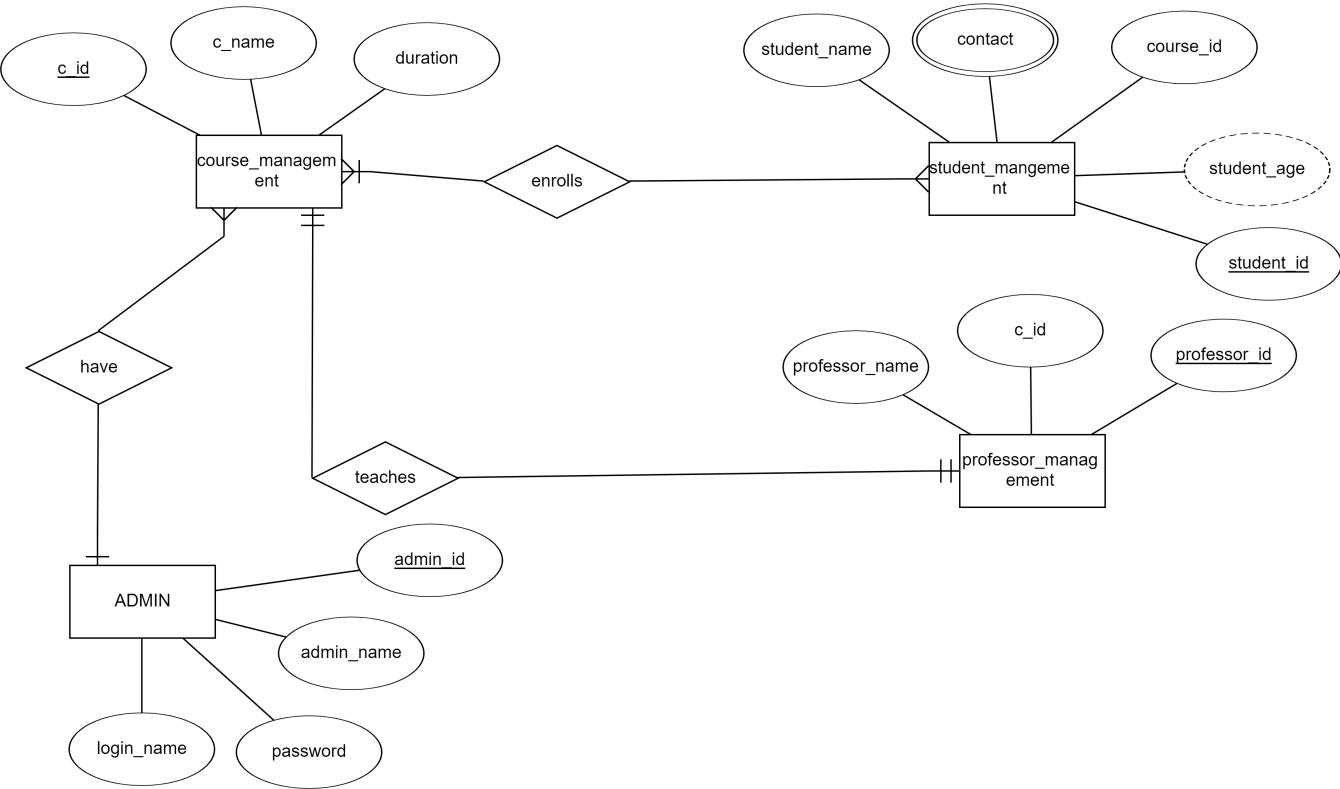 c_name
duration
c_id
student_name
contact
course_id
course_managem
ent
enrolls
student_mangeme
nt
student_age
student_id
have
professor_name
c_id
professor_id
teaches
professor_manag
ement
admin_id
ADMIN
admin_name
login_name
password